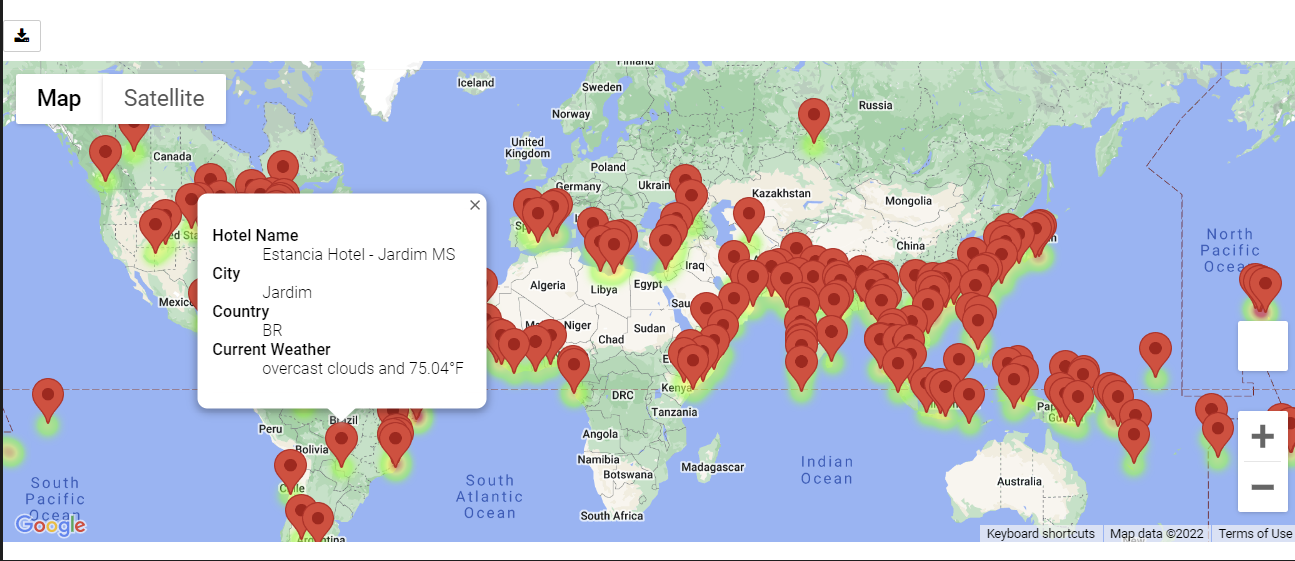 Map
Satellite
Iceland
Finland
Sweden
Norway
Russia
Canada
United
Kingdom
Poland
Germany
Ukrain
Kazakhstan
Mongolia
Hotel Name
Estancia Hotel - Jardim MS
City
Jardim
Country
BR
Current Weather
overcast clouds and 75.04°F
ed Sta
Mexic
Sp
China
North
Pacific
Ocean
Iraq
Algeria
Libya
Egypt
Sau
Niger
Sudan
Chad
DRC
Kenya
Tanzania
Peru
Brazil
Bolivia
Angola
Namibia
Botswana
Madagascar
Indian
Ocean
Chile
South
Pacific
Ocean
South
Atlantic
Ocean
Australia
South Africa
Argentina
Google
Keyboard shortcuts
Map data ©2022
Terms of Use